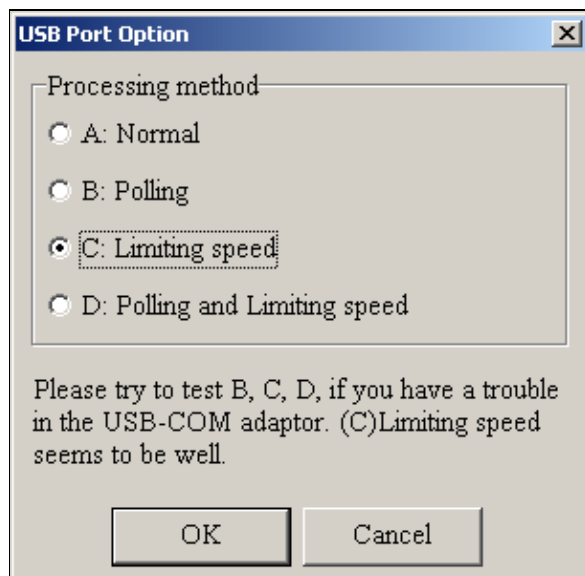 USB Port Option
Processing method
A: Normal
B: Polling
C: Limiting speed
D: Polling and Limiting speed
Please try to test B, C, D, if you have a trouble
in the USB-COM adaptor. (C)Limiting speed
seems to be well.
OK Cancel